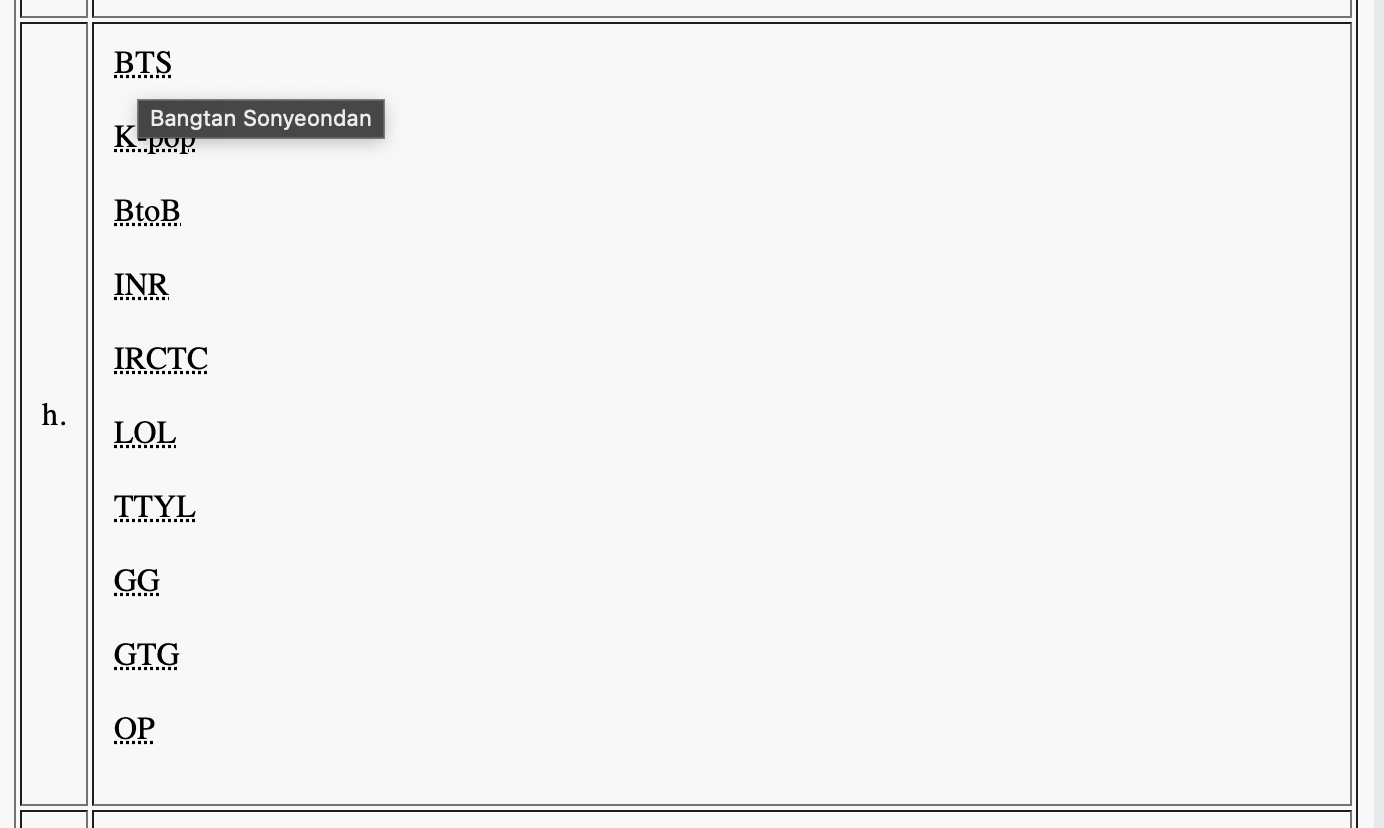 BTS
Bangtan Sonyeondan
K-pop
BtoB
INR
IRCTC
h.
LOL
TTYL
GG
GTG
OP